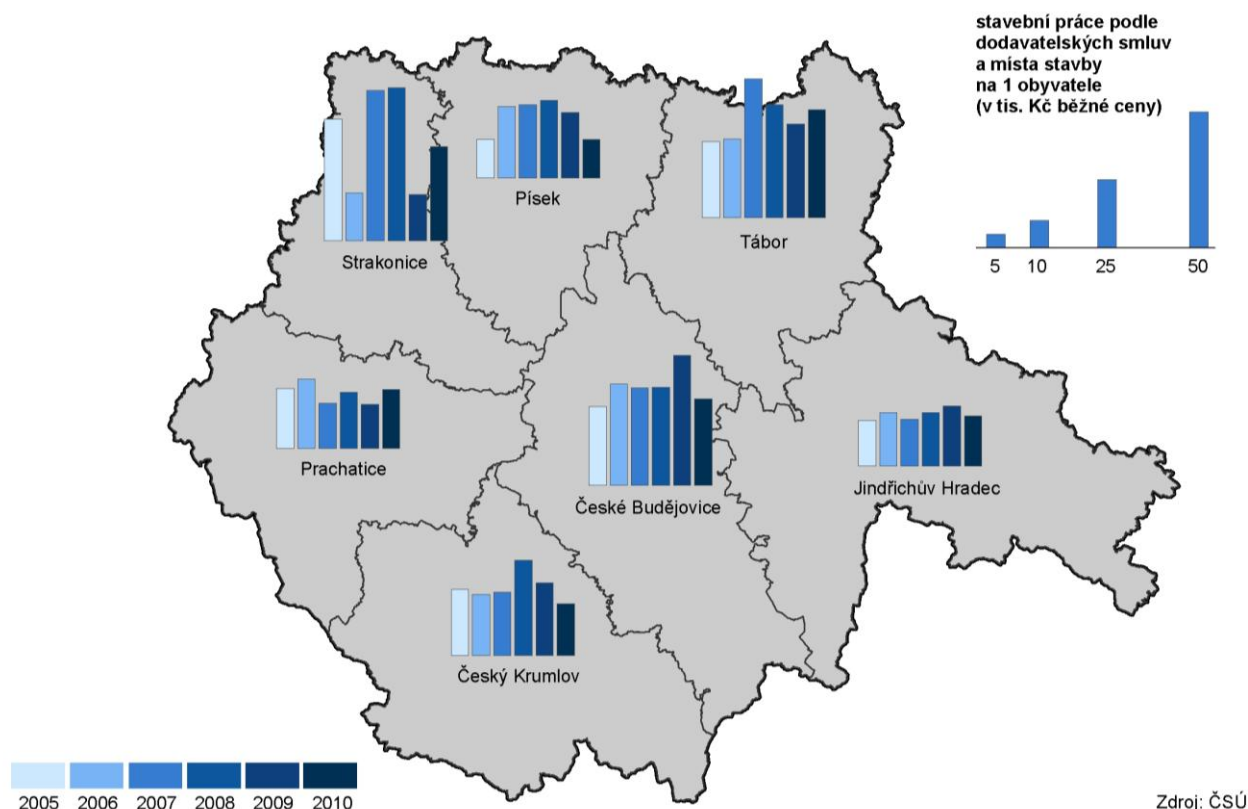 stavební práce podle
dodavatelských smluv
a místa stavby
na 1 obyvatele
(v tis. Kč běžné ceny)
5 10 25 50
Písek
Tábor
Strakonice
Prachatice
České Budějovice
Jindřichův Hradec
Český Krumlov
2005 2006 2007 2008 2009 2010
Zdroj: ČSÚ